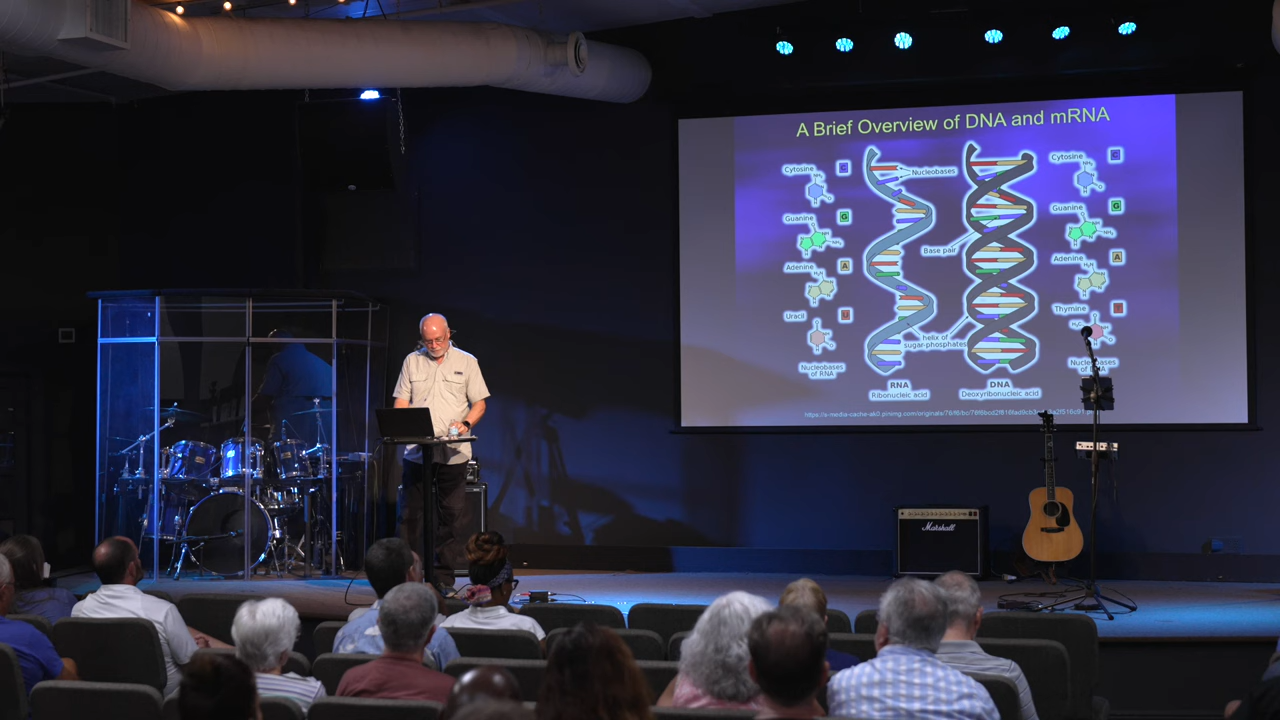 A Brief Overview of DNA and mRNA
Cytosine
C
Guanine
G
Adenine
A
Uracil
U
Nucleobases
of RNA
Nucleobases
Base pair
helix of
sugar-phosphates
RNA
Ribonucleic acid
DNA
Deoxyribonucleic acid
Cytosine
C
Guanine
G
Adenine
A
Thymine
T
Nucleobases
of DNA
Marshall